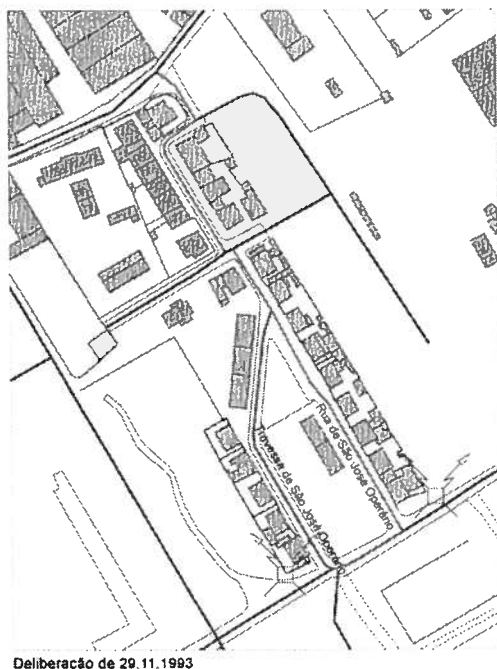 Rua de São José Operário
Travessa de São José Operário
Deliberação de 29.11.1993